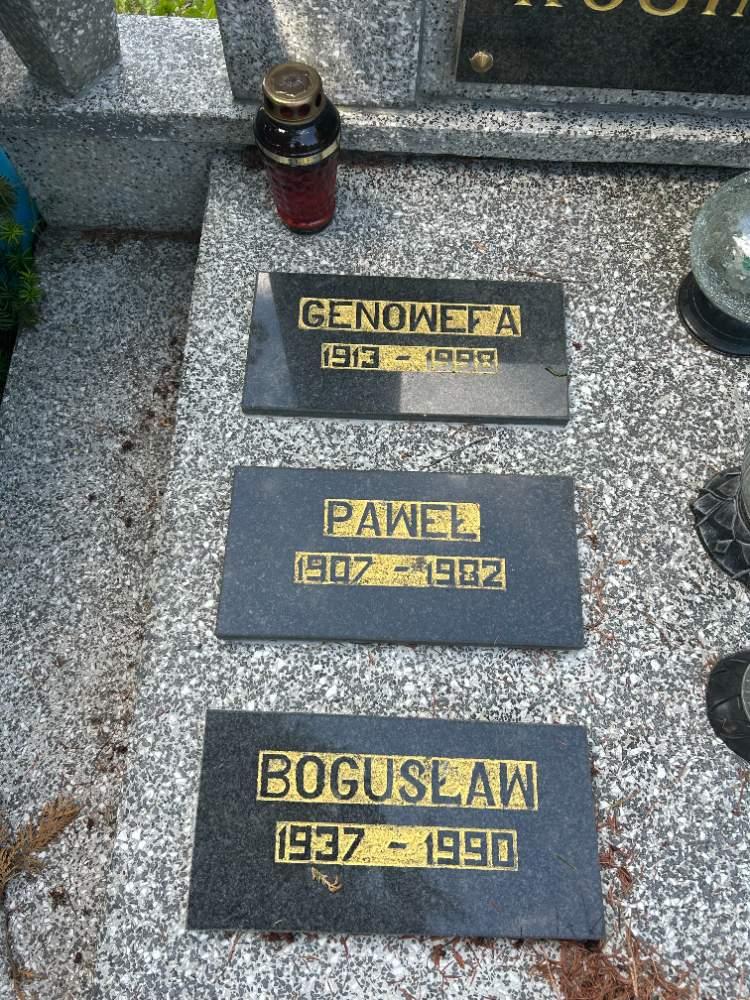 GENOWEFA
1913 - 1998
PAWEŁ
1907 - 1982
BOGUSŁAW
1937 - 1990